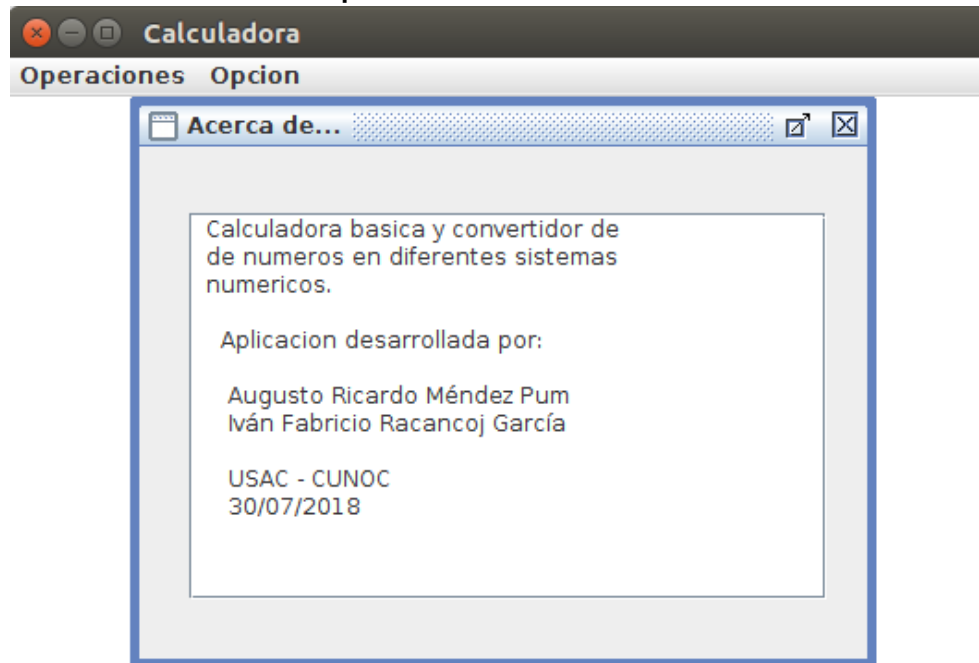 Calculadora
Operaciones Opcion
Acerca de...
Calculadora basica y convertidor de
de numeros en diferentes sistemas
numericos.
Aplicacion desarrollada por:
Augusto Ricardo Méndez Pum
Iván Fabricio Racancoj García
USAC - CUNOC
30/07/2018